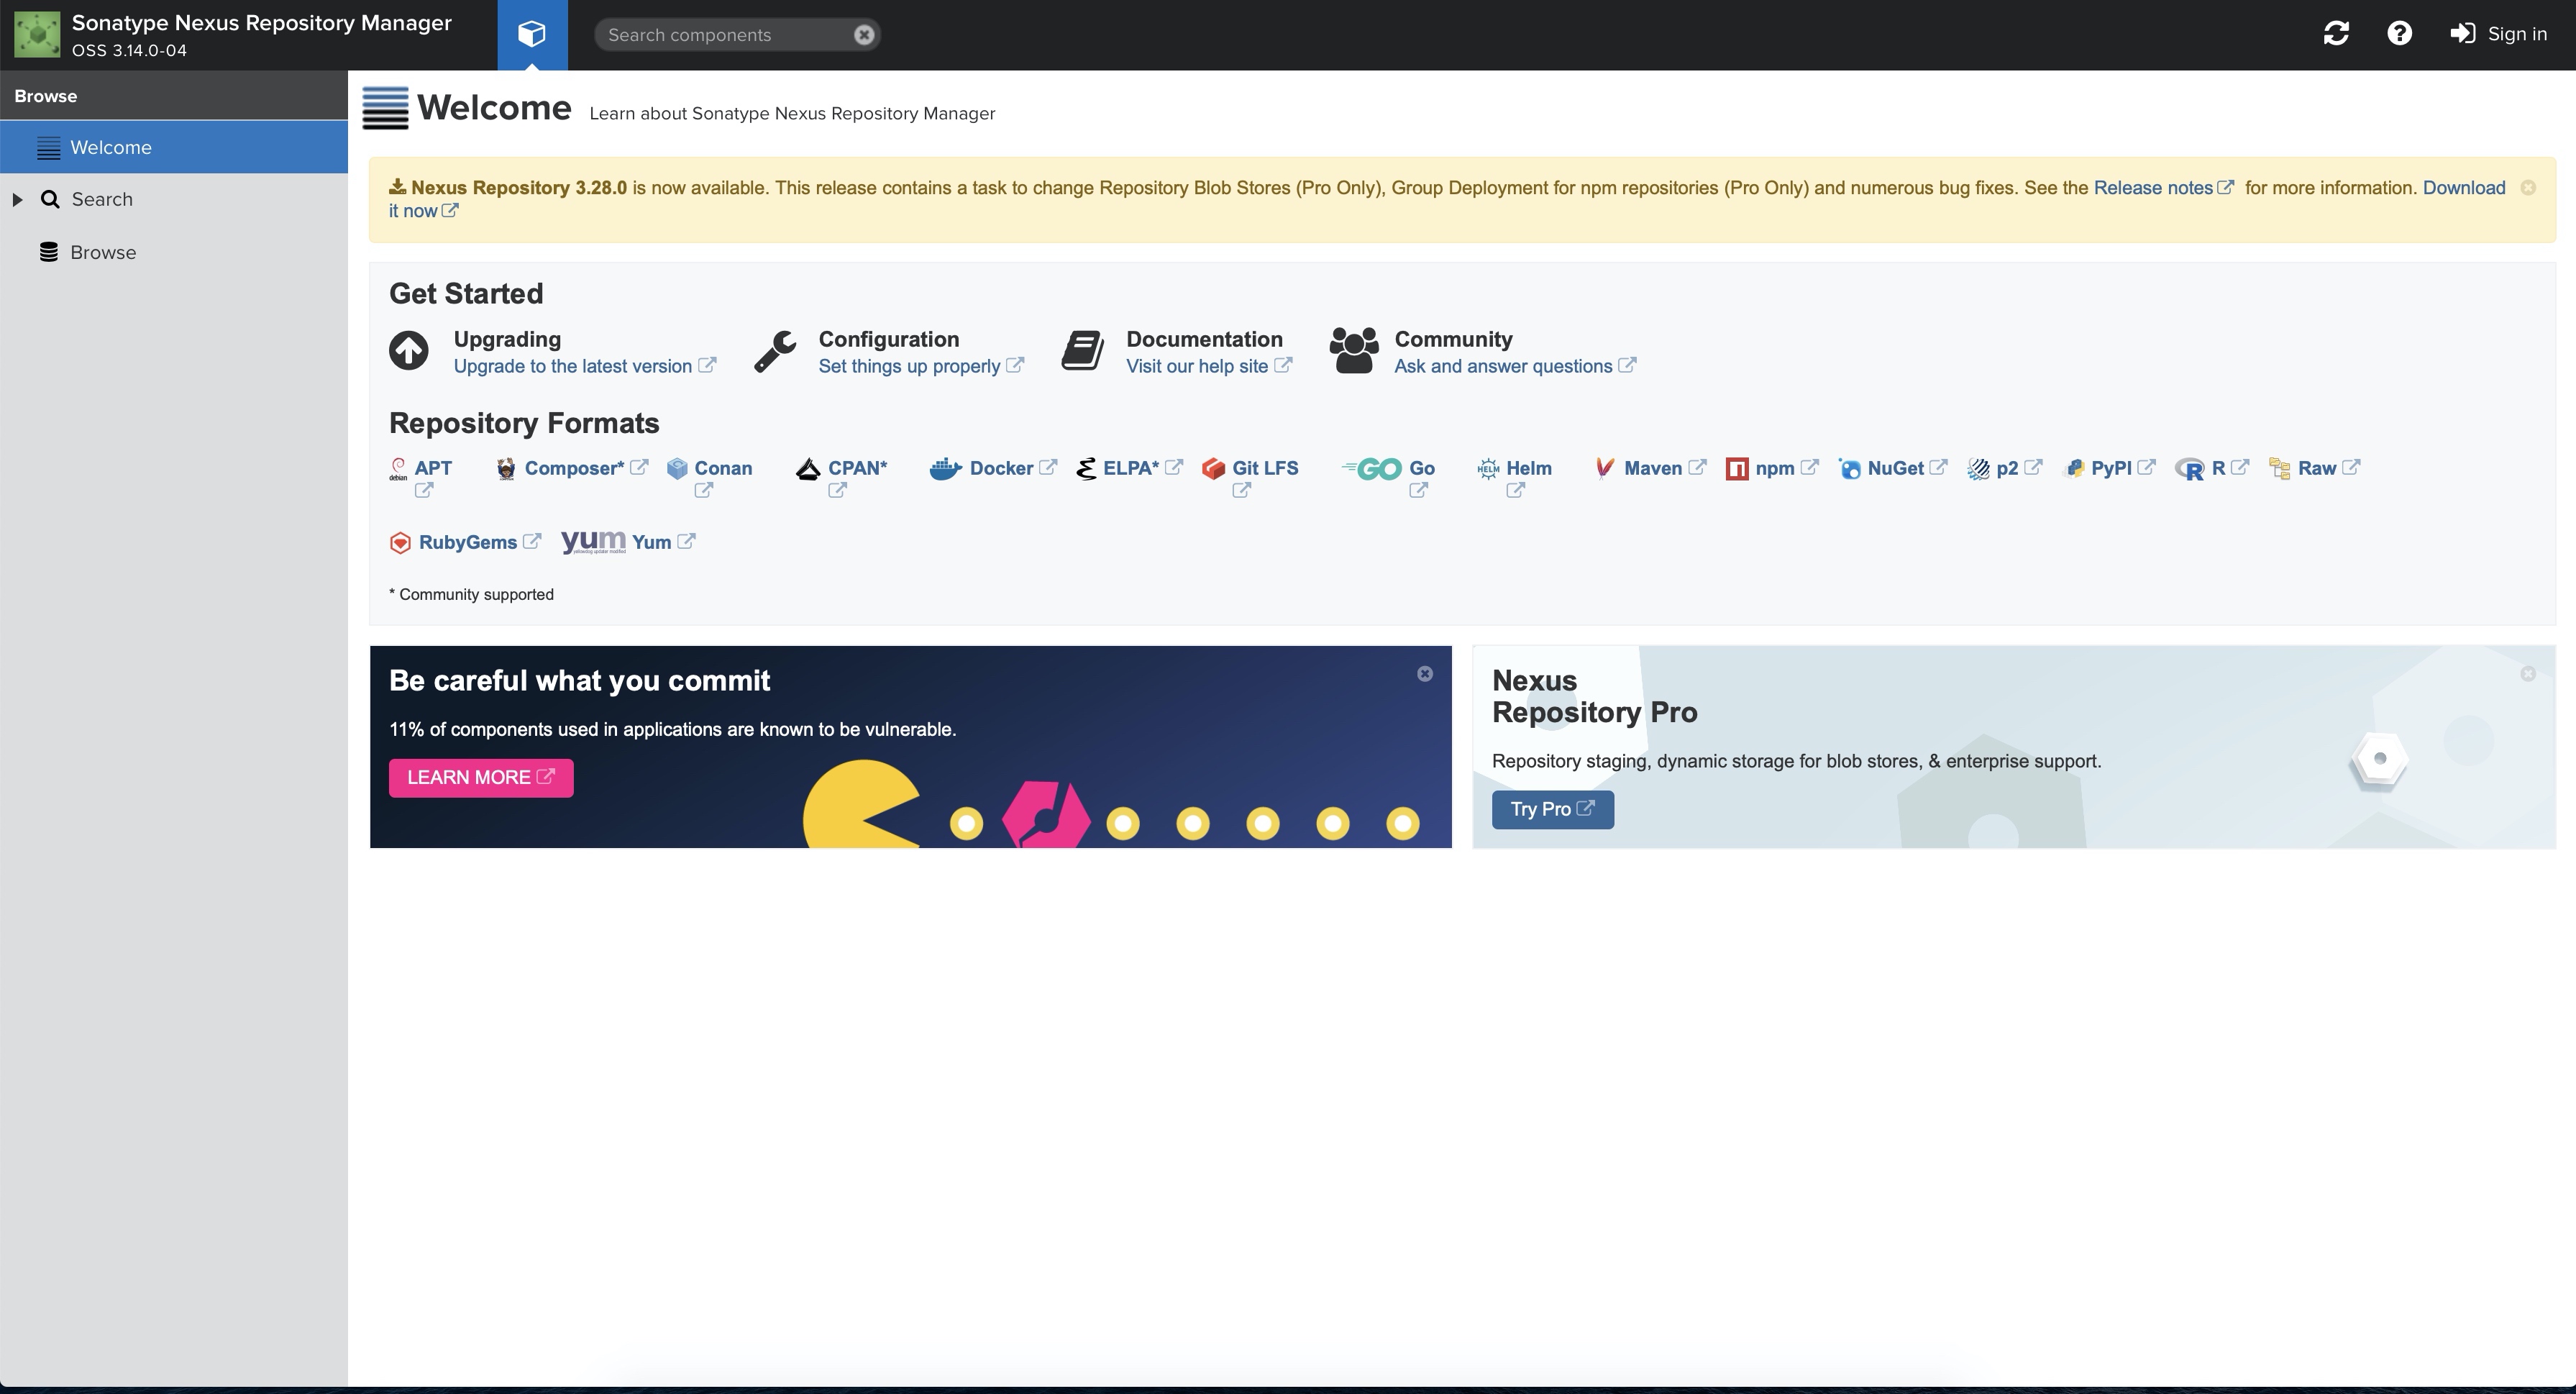 Sonatype Nexus Repository Manager
OSS 3.14.0-04
Search components
Sign in
Browse
Welcome
Search
Browse
Welcome Learn about Sonatype Nexus Repository Manager
Nexus Repository 3.28.0 is now available. This release contains a task to change Repository Blob Stores (Pro Only), Group Deployment for npm repositories (Pro Only) and numerous bug fixes. See the Release notes for more information. Download
it now
Get Started
Upgrading
Upgrade to the latest version
Configuration
Set things up properly
Documentation
Visit our help site
Community
Ask and answer questions
Repository Formats
debian APT Composer* Conan CPAN* Docker ELPA* Git LFS GO Go HELM Helm Maven npm NuGet p2 PyPI R R Raw
RubyGems yum yellowdog updater modified Yum
* Community supported
Be careful what you commit
11% of components used in applications are known to be vulnerable.
LEARN MORE
Nexus
Repository Pro
Repository staging, dynamic storage for blob stores, & enterprise support.
Try Pro